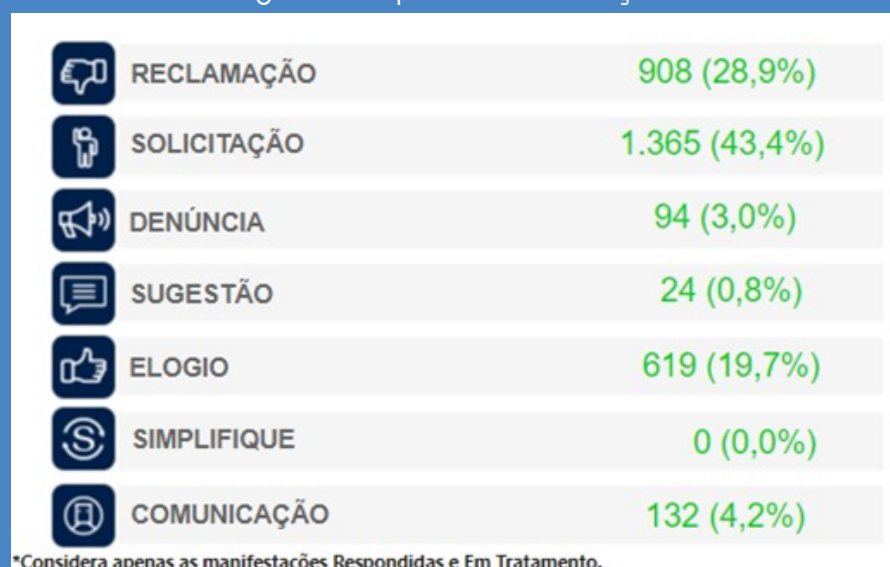 RECLAMAÇÃO 908 (28,9%)
SOLICITAÇÃO 1.365 (43,4%)
DENÚNCIA 94 (3,0%)
SUGESTÃO 24 (0,8%)
ELOGIO 619 (19,7%)
SIMPLIFIQUE 0 (0,0%)
COMUNICAÇÃO 132 (4,2%)
*Considera apenas as manifestações Respondidas e Em Tratamento.